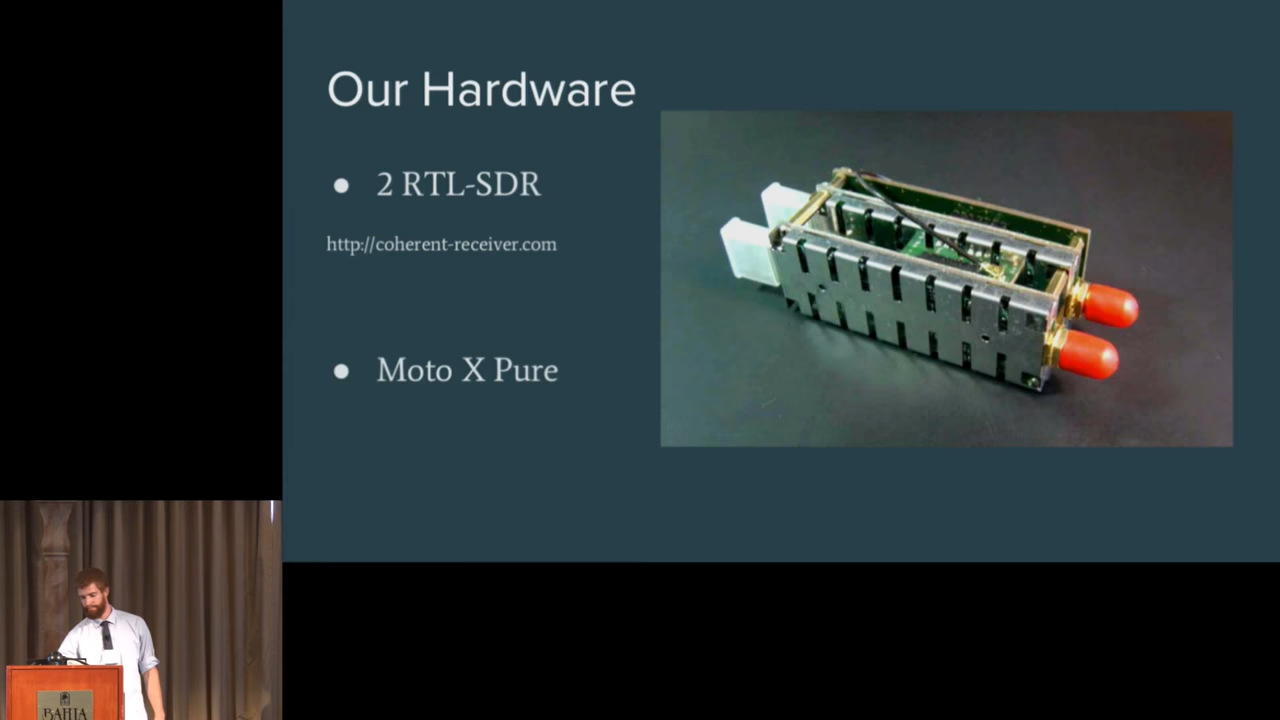 Our Hardware
● 2 RTL-SDR
http://coherent-receiver.com
● Moto X Pure
BAHIA